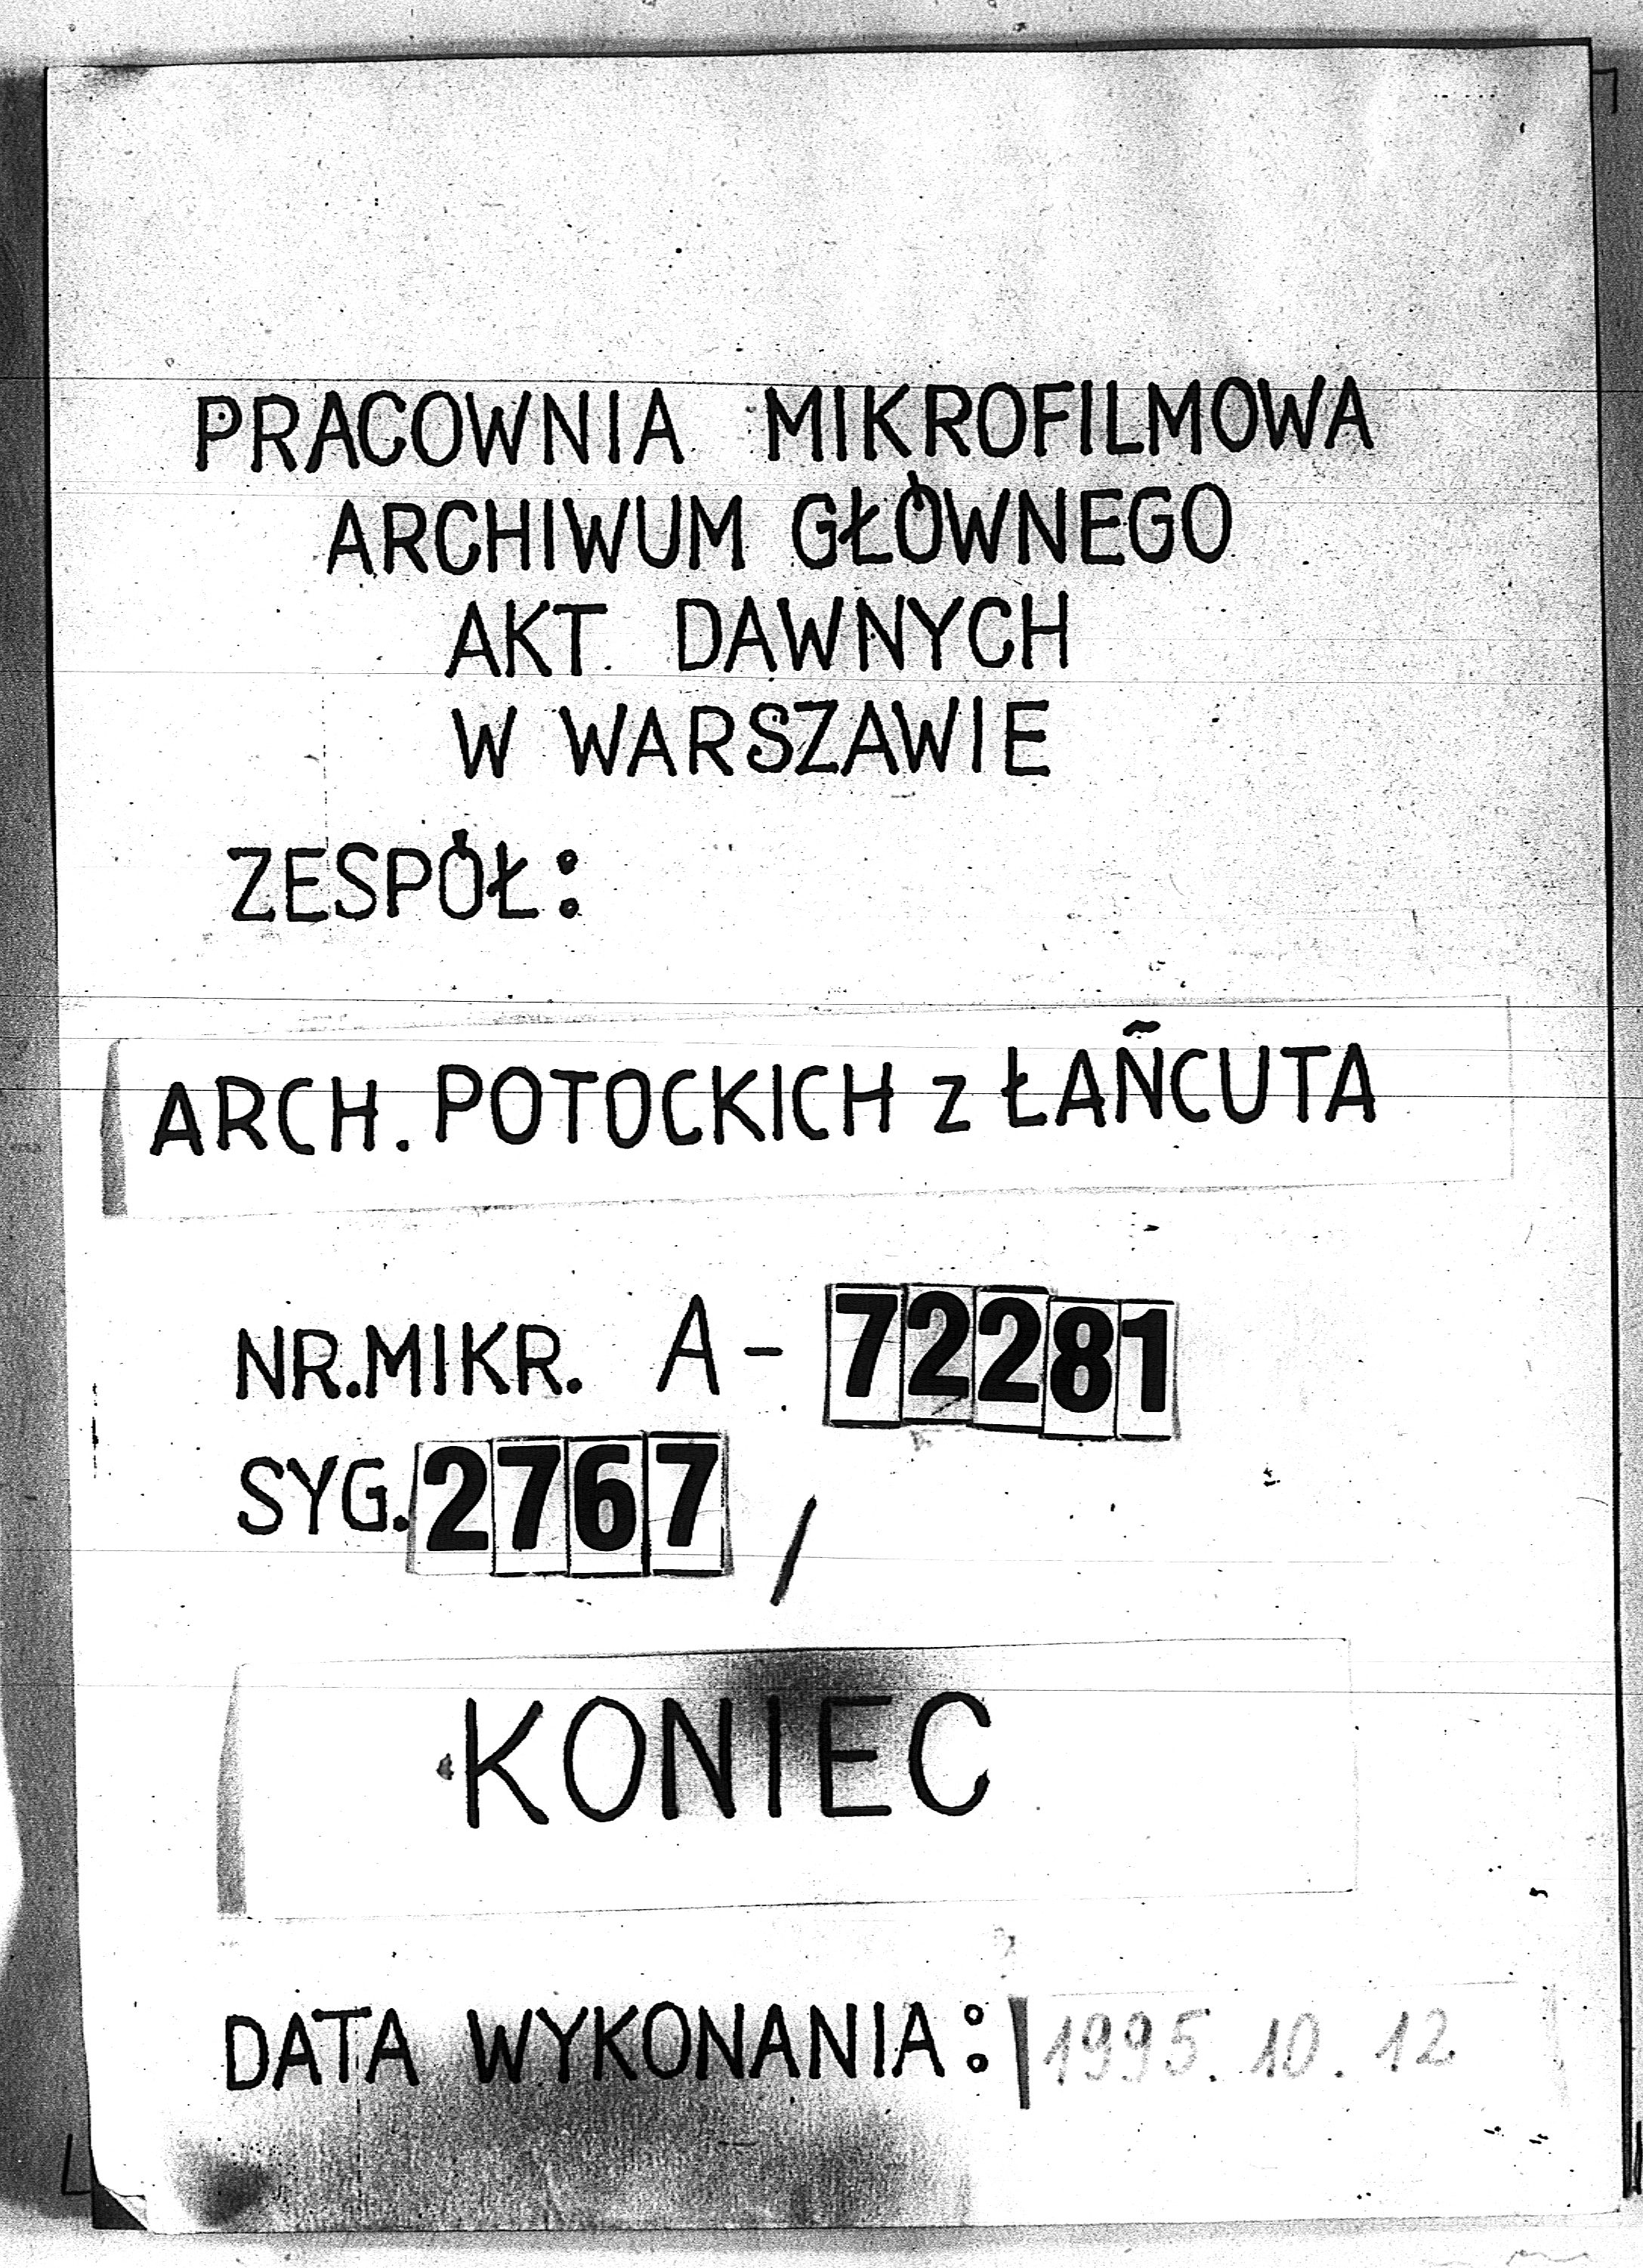 PRACOWNIA MIKROFILMOWA
ARCHIWUM GŁÓWNEGO
AKT DAWNYCH
W WARSZAWIE
ZESPÓŁ:
ARCH. POTOCKICH z ŁAŃCUTA
NR.MIKR. A-72281
SYG. 2767 /
KONIEC
DATA WYKONANIA: 1995.10.12